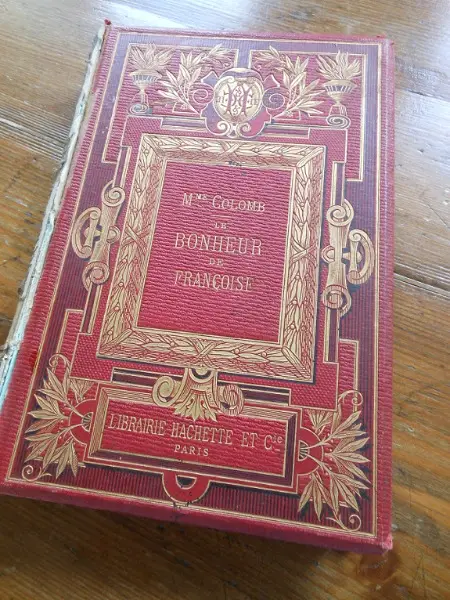 Mme COLOMB
LE
BONHEUR
DE
FRANÇOISE
LIBRAIRIE HACHETTE ET Cie
PARIS